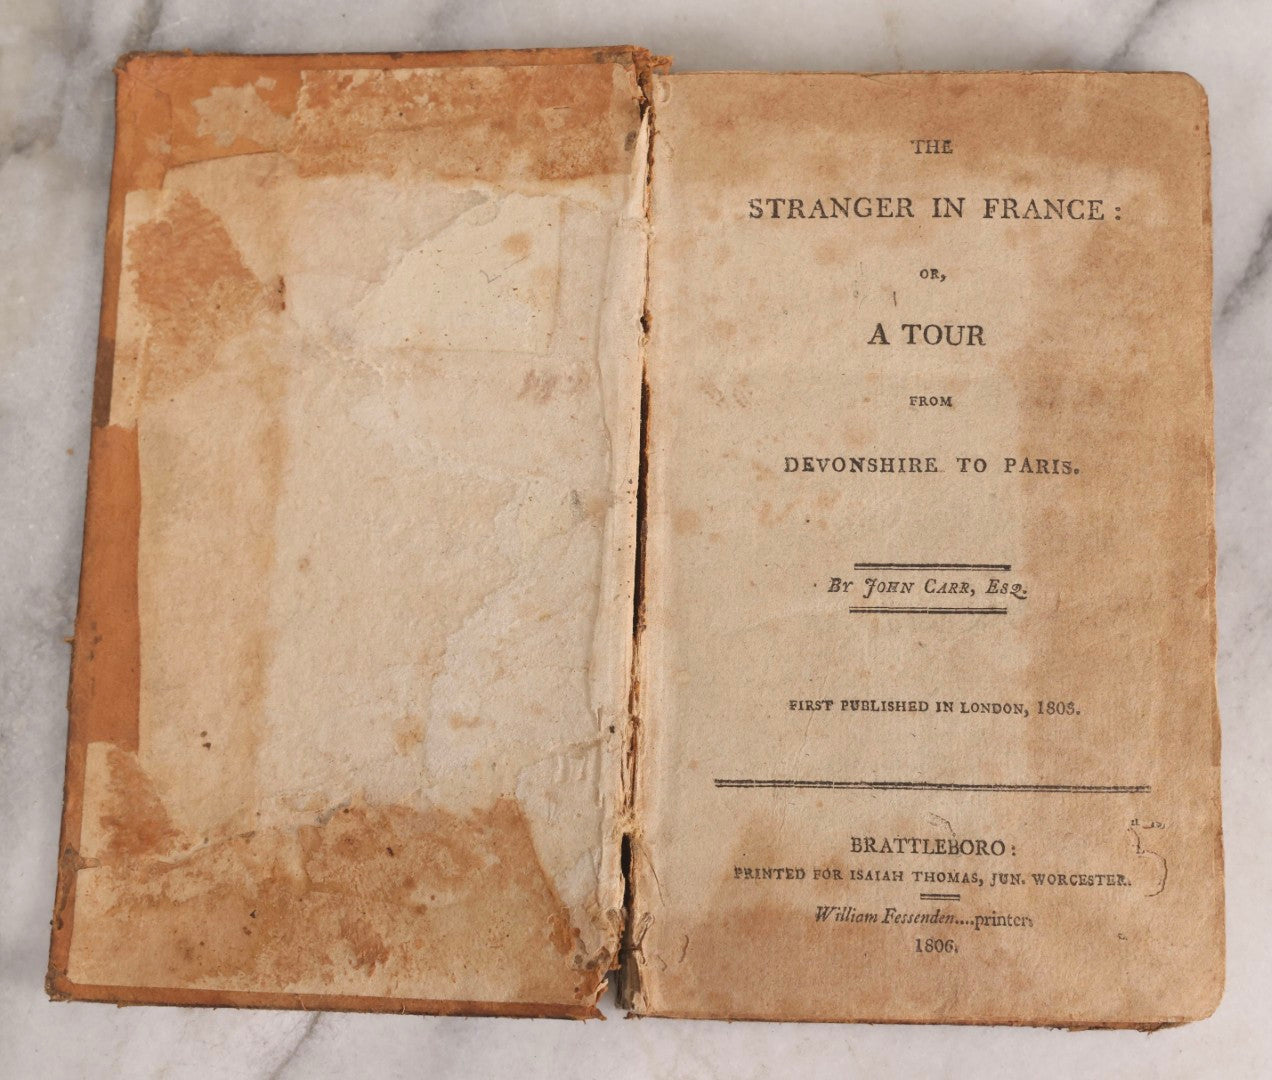 THE
STRANGER IN FRANCE:
OR,
A TOUR
FROM
DEVONSHIRE TO PARIS.
By JOHN CARR, Esq.
FIRST PUBLISHED IN LONDON, 1803.
BRATTLEBORO:
PRINTED FOR ISAIAH THOMAS, JUN. WORCESTER.
William Fessenden....printer.
1806.